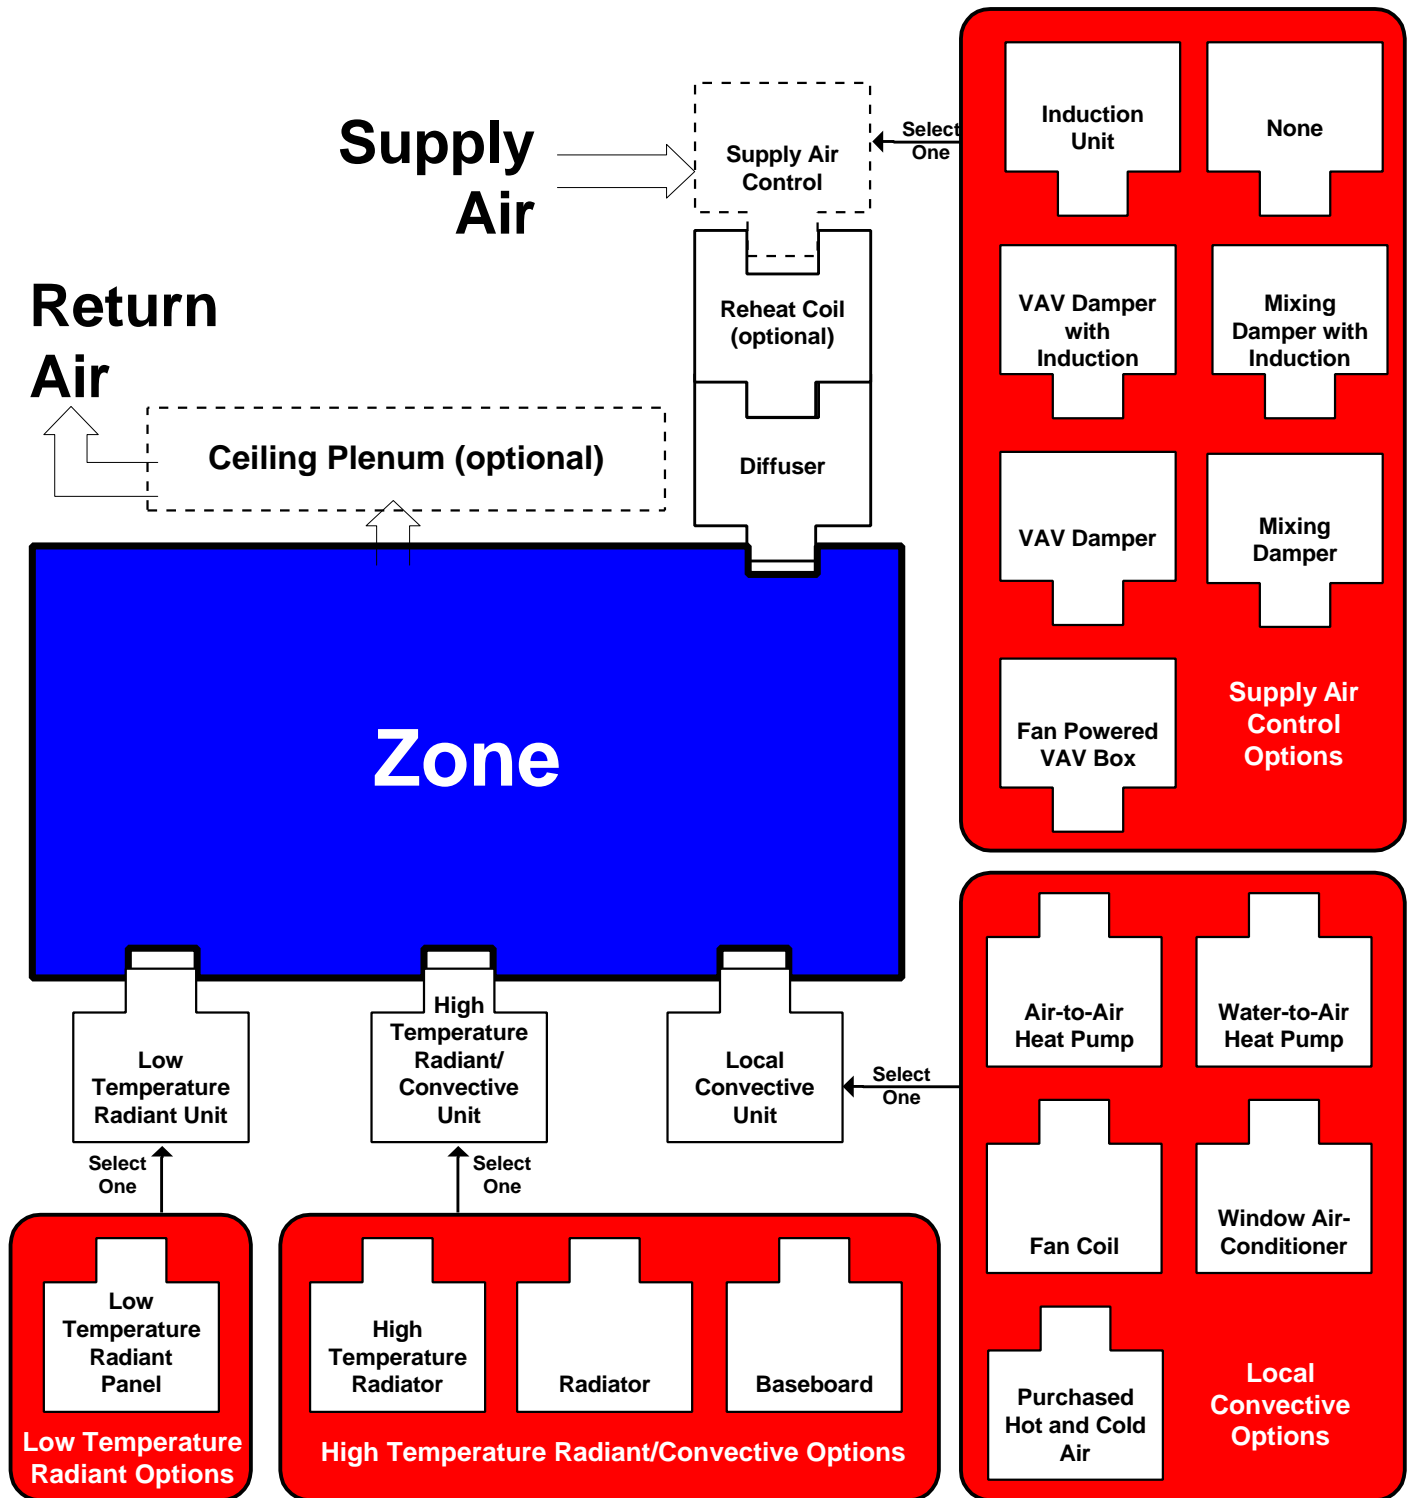 Supply
Air
Supply Air
Control
Select
One
Induction
Unit
None
Return
Air
Reheat Coil
(optional)
VAV Damper
with
Induction
Mixing
Damper with
Induction
Ceiling Plenum (optional)
Diffuser
VAV Damper
Mixing
Damper
Fan Powered
VAV Box
Supply Air
Control
Options
Zone
Low
Temperature
Radiant Unit
High
Temperature
Radiant/
Convective
Unit
Local
Convective
Unit
Select
One
Air-to-Air
Heat Pump
Water-to-Air
Heat Pump
Fan Coil
Window Air-
Conditioner
Purchased
Hot and Cold
Air
Local
Convective
Options
Select
One
Select
One
Low
Temperature
Radiant
Panel
Low Temperature
Radiant Options
High
Temperature
Radiator
Radiator
Baseboard
High Temperature Radiant/Convective Options